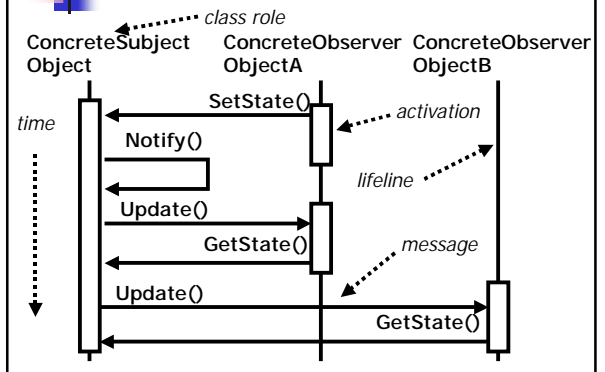 class role
ConcreteSubject ConcreteObserver ConcreteObserver
Object ObjectA ObjectB
SetState()
activation
time
Notify()
lifeline
Update()
GetState()
message
Update()
GetState()